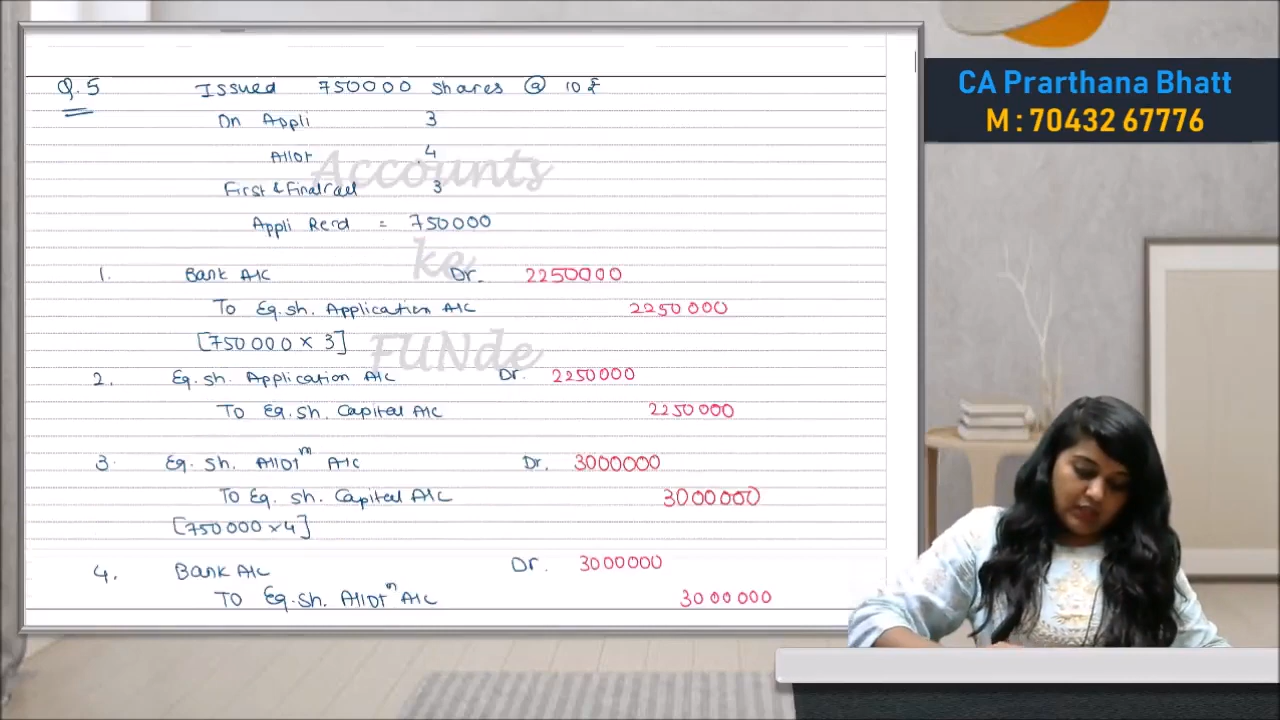 Q.5 Issued 750000 shares @ 10 ₹
On Appli 3
Allot 4
First & Final Call 3
Appli Recd = 750000
1. Bank A/c Dr. 2250000
To Eq. sh. Application A/c 2250000
[750000 × 3]
2. Eq. sh. Application A/c Dr. 2250000
To Eq. sh. Capital A/c 2250000
3. Eq. sh. Allotm A/c Dr. 3000000
To Eq. sh. Capital A/c 3000000
[750000 × 4]
4. Bank A/c Dr. 3000000
To Eq. sh. Allotm A/c 3000000
Accounts
ke
FUNde
CA Prarthana Bhatt
M : 70432 67776